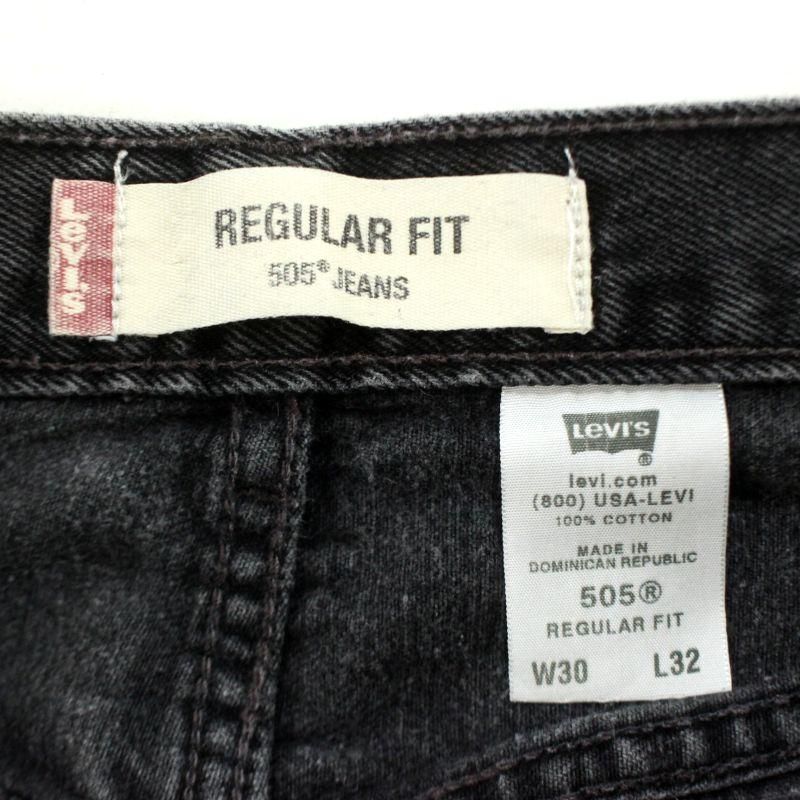 LEVI'S
REGULAR FIT
505® JEANS
LEVI'S
®
levi.com
(800) USA-LEVI
100% COTTON
MADE IN
DOMINICAN REPUBLIC
505®
REGULAR FIT
W30 L32